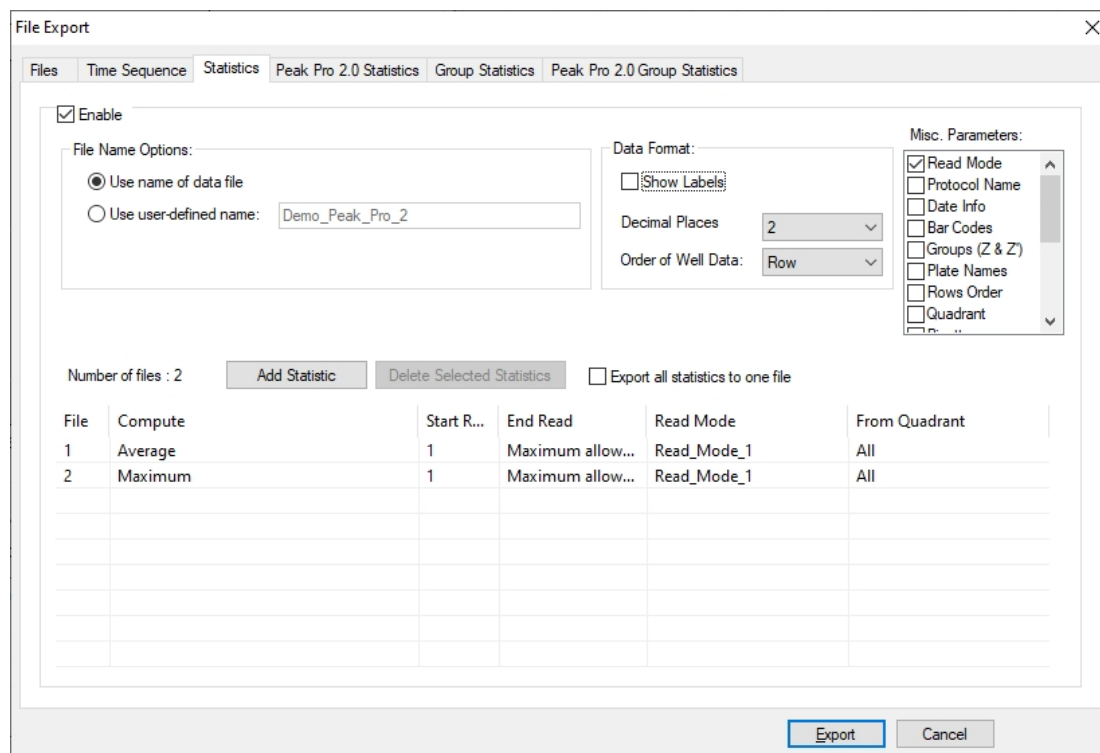 File Export
Files Time Sequence Statistics Peak Pro 2.0 Statistics Group Statistics Peak Pro 2.0 Group Statistics
Enable
File Name Options:
Use name of data file
Use user-defined name: Demo_Peak_Pro_2
Data Format:
Show Labels
Decimal Places 2
Order of Well Data: Row
Misc. Parameters:
Read Mode
Protocol Name
Date Info
Bar Codes
Groups (Z & Z')
Plate Names
Rows Order
Quadrant
Number of files : 2 Add Statistic Delete Selected Statistics Export all statistics to one file
File Compute Start R... End Read Read Mode From Quadrant
1 Average 1 Maximum allow... Read_Mode_1 All
2 Maximum 1 Maximum allow... Read_Mode_1 All
Export Cancel